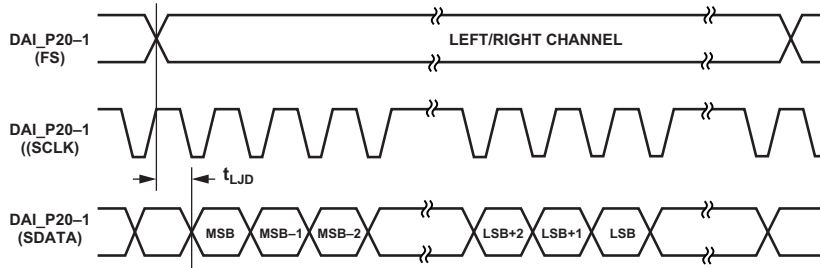 DAI_P20–1
(FS)
LEFT/RIGHT CHANNEL
DAI_P20–1
((SCLK)
tLJD
DAI_P20–1
(SDATA)
MSB MSB–1 MSB–2 LSB+2 LSB+1 LSB